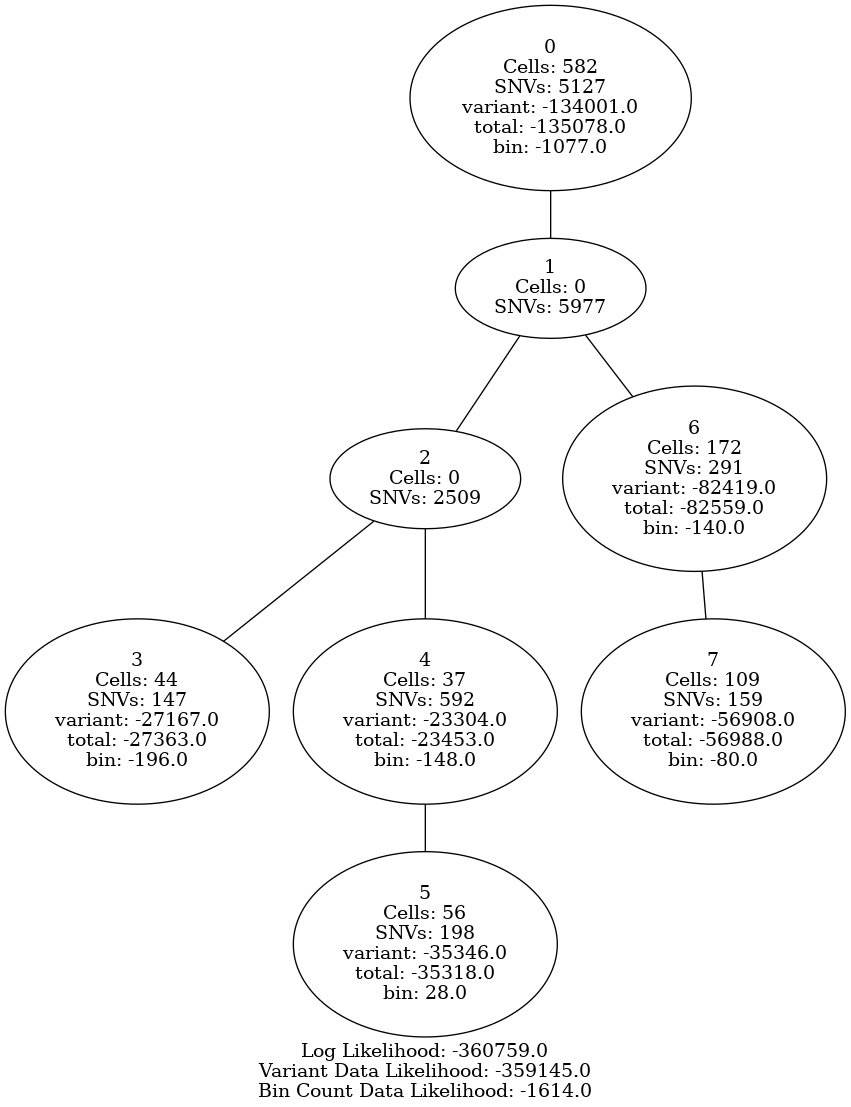 0
Cells: 582
SNVs: 5127
variant: -134001.0
total: -135078.0
bin: -1077.0
1
Cells: 0
SNVs: 5977
2
Cells: 0
SNVs: 2509
6
Cells: 172
SNVs: 291
variant: -82419.0
total: -82559.0
bin: -140.0
3
Cells: 44
SNVs: 147
variant: -27167.0
total: -27363.0
bin: -196.0
4
Cells: 37
SNVs: 592
variant: -23304.0
total: -23453.0
bin: -148.0
7
Cells: 109
SNVs: 159
variant: -56908.0
total: -56988.0
bin: -80.0
5
Cells: 56
SNVs: 198
variant: -35346.0
total: -35318.0
bin: 28.0
Log Likelihood: -360759.0
Variant Data Likelihood: -359145.0
Bin Count Data Likelihood: -1614.0